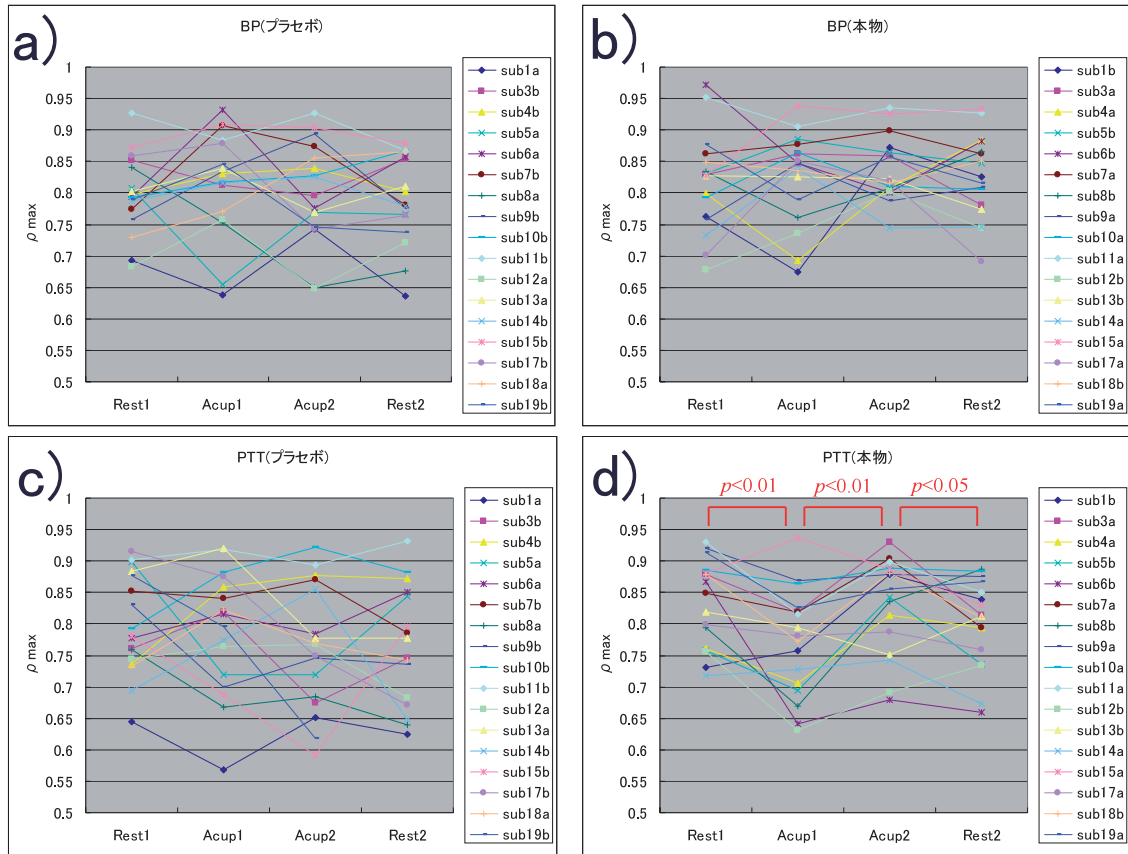 a)
BP(プラセボ)
ρ max
1
0.95
0.9
0.85
0.8
0.75
0.7
0.65
0.6
0.55
0.5
Rest1 Acup1 Acup2 Rest2
sub1a
sub3b
sub4b
sub5a
sub6a
sub7b
sub8a
sub9b
sub10b
sub11b
sub12a
sub13a
sub14b
sub15b
sub17b
sub18a
sub19b
b)
BP(本物)
ρ max
1
0.95
0.9
0.85
0.8
0.75
0.7
0.65
0.6
0.55
0.5
Rest1 Acup1 Acup2 Rest2
sub1b
sub3a
sub4a
sub5b
sub6b
sub7a
sub8b
sub9a
sub10a
sub11a
sub12b
sub13b
sub14a
sub15a
sub17a
sub18b
sub19a
c)
PTT(プラセボ)
ρ max
1
0.95
0.9
0.85
0.8
0.75
0.7
0.65
0.6
0.55
0.5
Rest1 Acup1 Acup2 Rest2
sub1a
sub3b
sub4b
sub5a
sub6a
sub7b
sub8a
sub9b
sub10b
sub11b
sub12a
sub13a
sub14b
sub15b
sub17b
sub18a
sub19b
d)
PTT(本物)
p<0.01 p<0.01 p<0.05
ρ max
1
0.95
0.9
0.85
0.8
0.75
0.7
0.65
0.6
0.55
0.5
Rest1 Acup1 Acup2 Rest2
sub1b
sub3a
sub4a
sub5b
sub6b
sub7a
sub8b
sub9a
sub10a
sub11a
sub12b
sub13b
sub14a
sub15a
sub17a
sub18b
sub19a